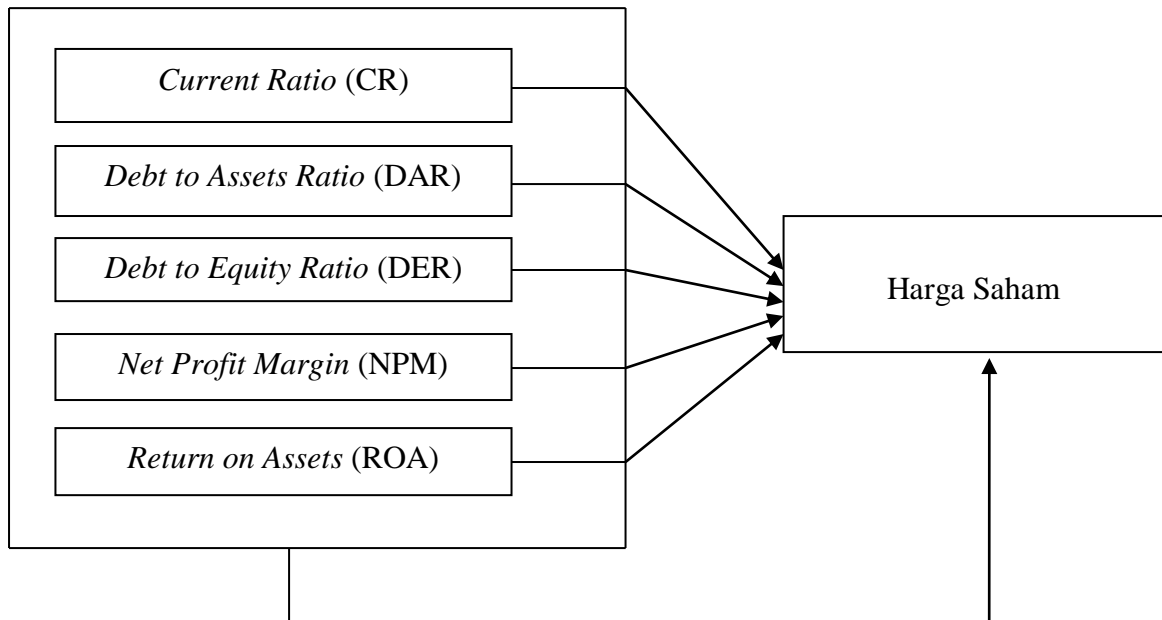 Current Ratio (CR)
Debt to Assets Ratio (DAR)
Debt to Equity Ratio (DER)
Harga Saham
Net Profit Margin (NPM)
Return on Assets (ROA)